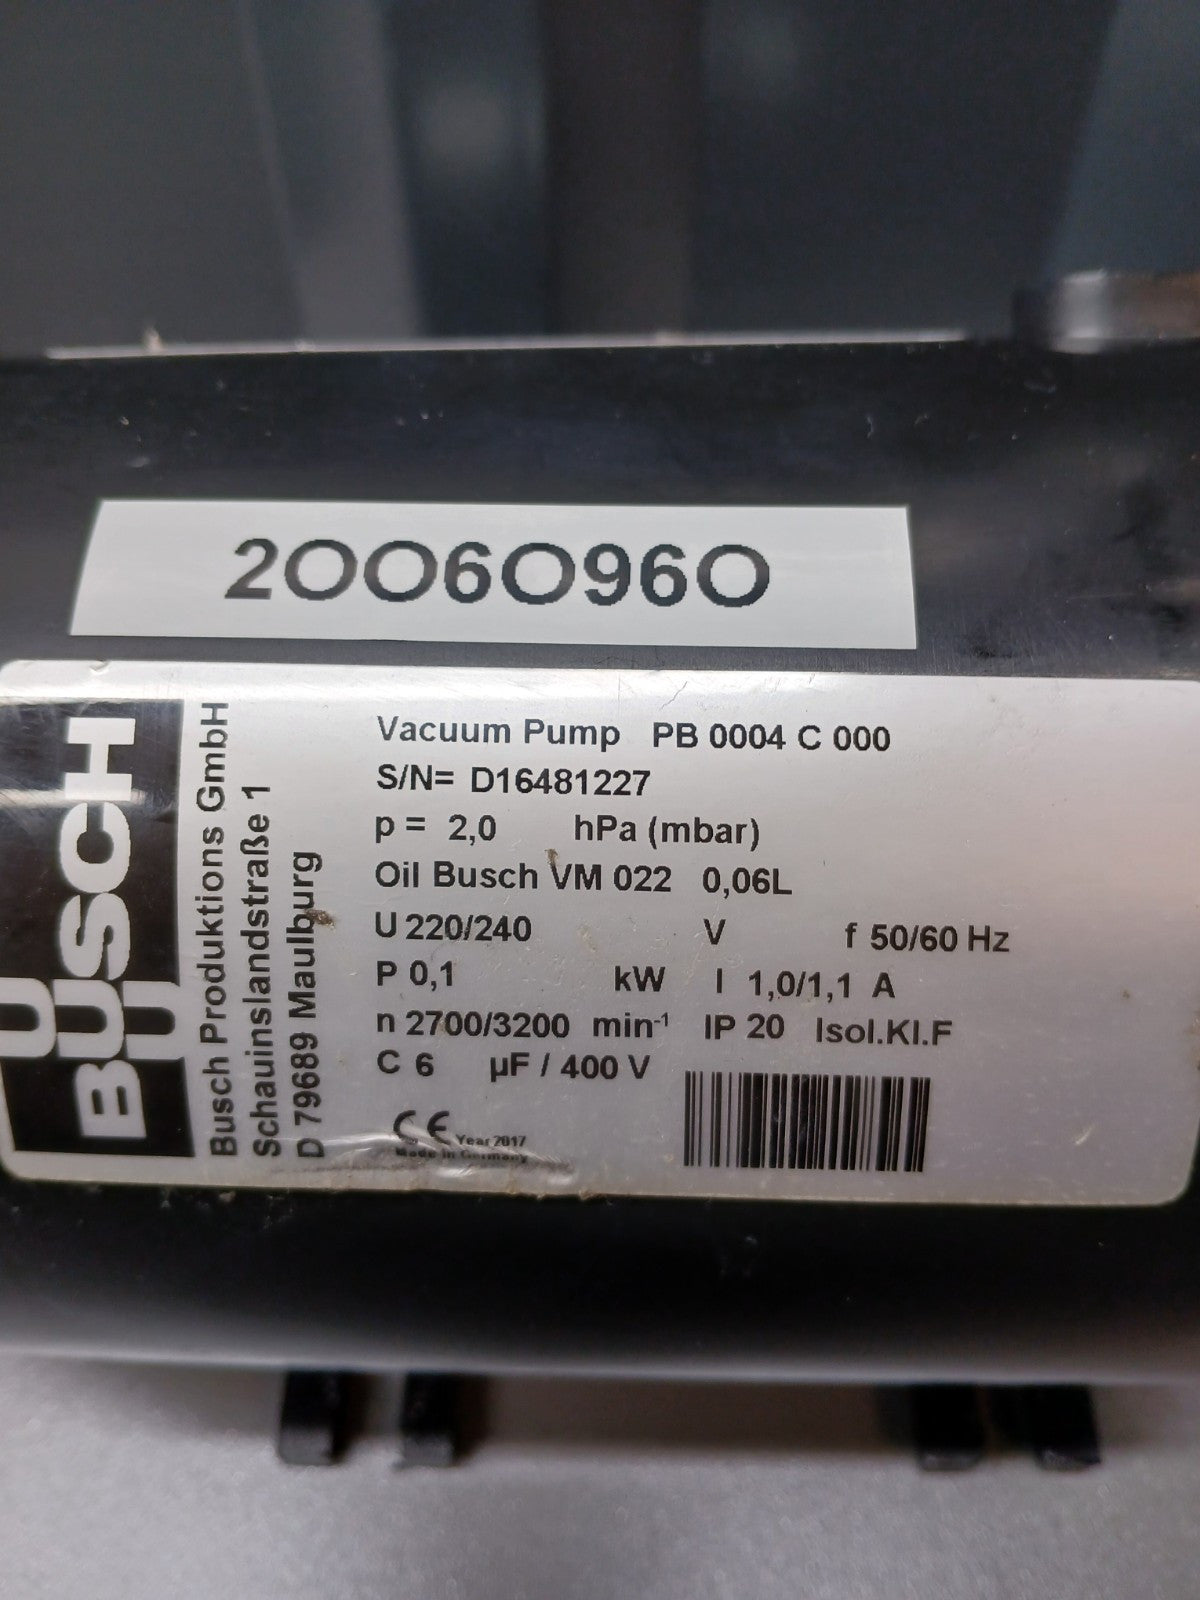 20060960
BUSCH
Busch Produktions GmbH
Schauinslandstraße 1
D 79689 Maulburg
Vacuum Pump PB 0004 C 000
S/N= D16481227
p = 2,0 hPa (mbar)
Oil Busch VM 022 0,06L
U 220/240 V f 50/60 Hz
P 0,1 kW I 1,0/1,1 A
n 2700/3200 min⁻¹ IP 20 Isol.Kl.F
C 6 µF / 400 V
CE Year 2017
Made in Germany